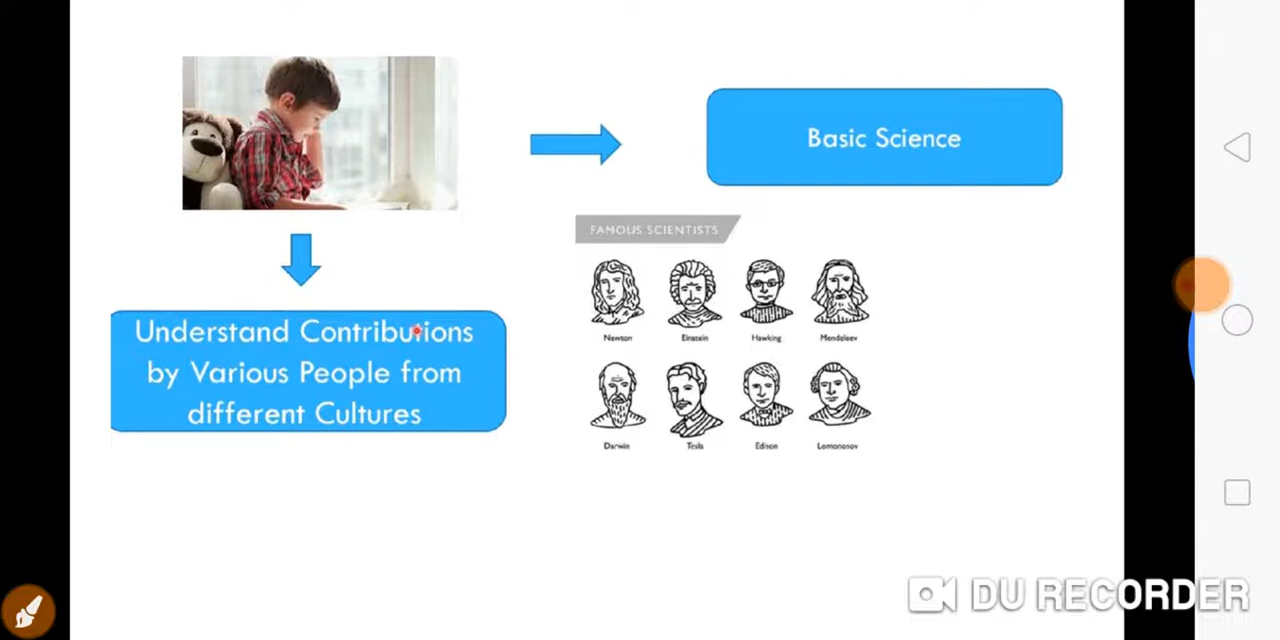 Basic Science
FAMOUS SCIENTISTS
Newton Einstein Hawking Mendeleev
Understand Contributions
by Various People from
different Cultures
Darwin Tesla Edison Lomonosov
DU RECORDER